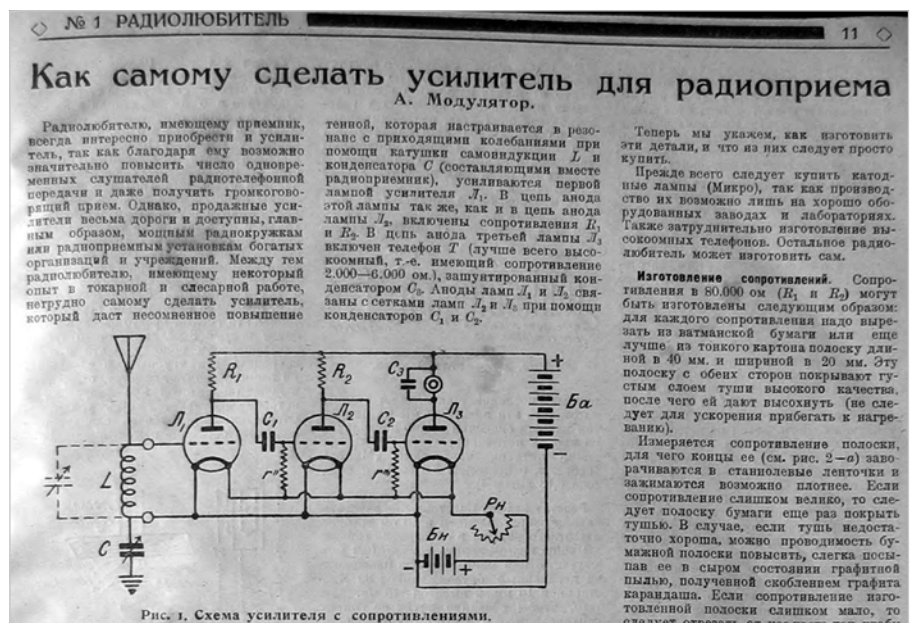 № 1 РАДИОЛЮБИТЕЛЬ
11
Как самому сделать усилитель для радиоприема
А. Модулятор.
Радиолюбителю, имеющему приемник,
всегда интересно приобрести и усили-
тель, так как благодаря ему возможно
значительно повысить число одновре-
менных слушателей радиотелефонной
передачи и даже получить громкогово-
рящий прием. Однако, продажные уси-
лители весьма дороги и доступны, глав-
ным образом, мощным радиокружкам
или радиоприемным установкам богатых
организаций и учреждений. Между тем
радиолюбителю, имеющему некоторый
опыт в токарной и слесарной работе,
нетрудно самому сделать усилитель,
который даст несомненное повышение
тенной, которая настраивается в резо-
нанс с приходящими колебаниями при
помощи катушки самоиндукции L и
конденсатора C (составляющими вместе
радиоприемник), усиливаются первой
лампой усилителя Л₁. В цепь анода
этой лампы так же, как и в цепь анода
лампы Л₂, включены сопротивления R₁
и R₂. В цепь анода третьей лампы Л₃
включен телефон T (лучше всего высо-
коомный, т.-е. имеющий сопротивление
2.000—6.000 ом.), зашунтированный кон-
денсатором C₃. Аноды ламп Л₁ и Л₂ свя-
заны с сетками ламп Л₂ и Л₃ при помощи
конденсаторов C₁ и C₂.
R₁
R₂
C₃
Л₁
C₁
Л₂
C₂
Л₃
Ба
+
−
L
r"
r"'
C
Рн
Бн
−
+
Рис. 1. Схема усилителя с сопротивлениями.
Теперь мы укажем, как изготовить
эти детали, и что из них следует просто
купить.
Прежде всего следует купить катод-
ные лампы (Микро), так как производ-
ство их возможно лишь на хорошо обо-
рудованных заводах и лабораториях.
Также затруднительно изготовление вы-
сокоомных телефонов. Остальное радио-
любитель может изготовить сам.
Изготовление сопротивлений. Сопро-
тивления в 80.000 ом (R₁ и R₂) могут
быть изготовлены следующим образом:
для каждого сопротивления надо выре-
зать из ватманской бумаги или еще
лучше из тонкого картона полоску дли-
ной в 40 мм. и шириной в 20 мм. Эту
полоску с обеих сторон покрывают гу-
стым слоем туши высокого качества,
после чего ей дают высохнуть (не сле-
дует для ускорения прибегать к нагре-
ванию).
Измеряется сопротивление полоски,
для чего концы ее (см. рис. 2—а) заво-
рачиваются в станиолевые ленточки и
зажимаются возможно плотнее. Если
сопротивление слишком велико, то сле-
дует полоску бумаги еще раз покрыть
тушью. В случае, если тушь недоста-
точно хороша, можно проводимость бу-
мажной полоски повысить, слегка посы-
пав ее в сыром состоянии графитной
пылью, полученной скоблением графита
карандаша. Если сопротивление изго-
товленной полоски слишком мало, то